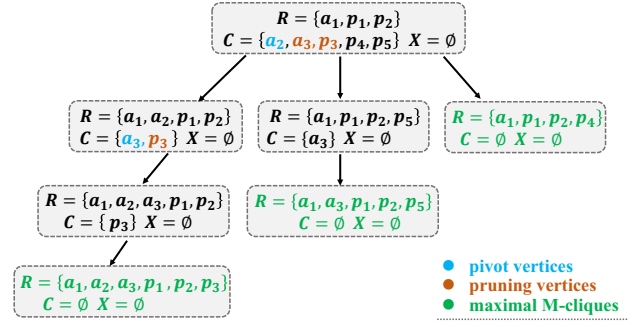 R = {a₁, p₁, p₂}
C = {a₂, a₃, p₃, p₄, p₅} X = ∅
R = {a₁, a₂, p₁, p₂}
C = {a₃, p₃} X = ∅
R = {a₁, p₁, p₂, p₅}
C = {a₃} X = ∅
R = {a₁, p₁, p₂, p₄}
C = ∅ X = ∅
R = {a₁, a₂, a₃, p₁, p₂}
C = { p₃} X = ∅
R = {a₁, a₃, p₁, p₂, p₅}
C = ∅ X = ∅
R = {a₁, a₂, a₃, p₁, p₂, p₃}
C = ∅ X = ∅
pivot vertices
pruning vertices
maximal M-cliques